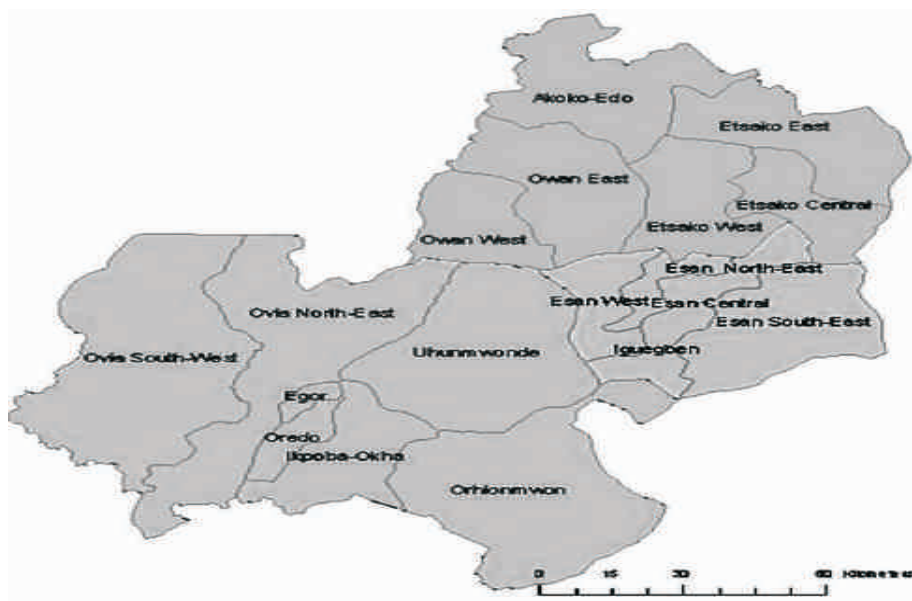 Akoko-Edo
Etsako East
Owan East
Etsako Central
Etsako West
Owan West
Esan North-East
Esan West
Esan Central
Ovia North-East
Esan South-East
Iguegben
Uhunmwonde
Ovia South-West
Egor
Oredo
Ikpoba-Okha
Orhionmwon
0 15 30 60 Kilometres